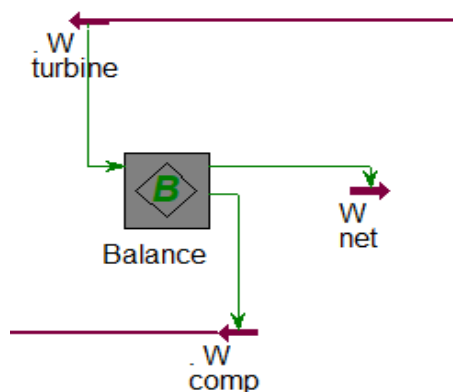 . W
turbine
B
Balance
W
net
. W
comp